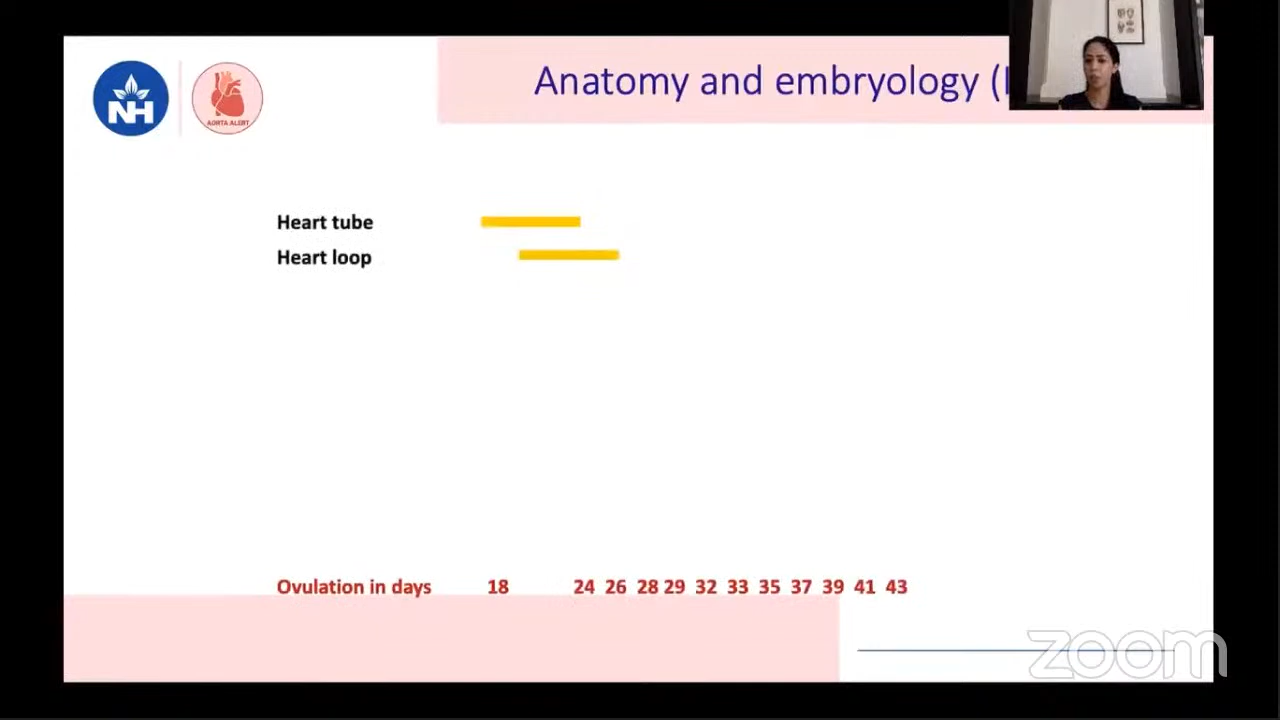 Anatomy and embryology (
NH
AORTA ALERT
Heart tube
Heart loop
Ovulation in days 18 24 26 28 29 32 33 35 37 39 41 43
zoom